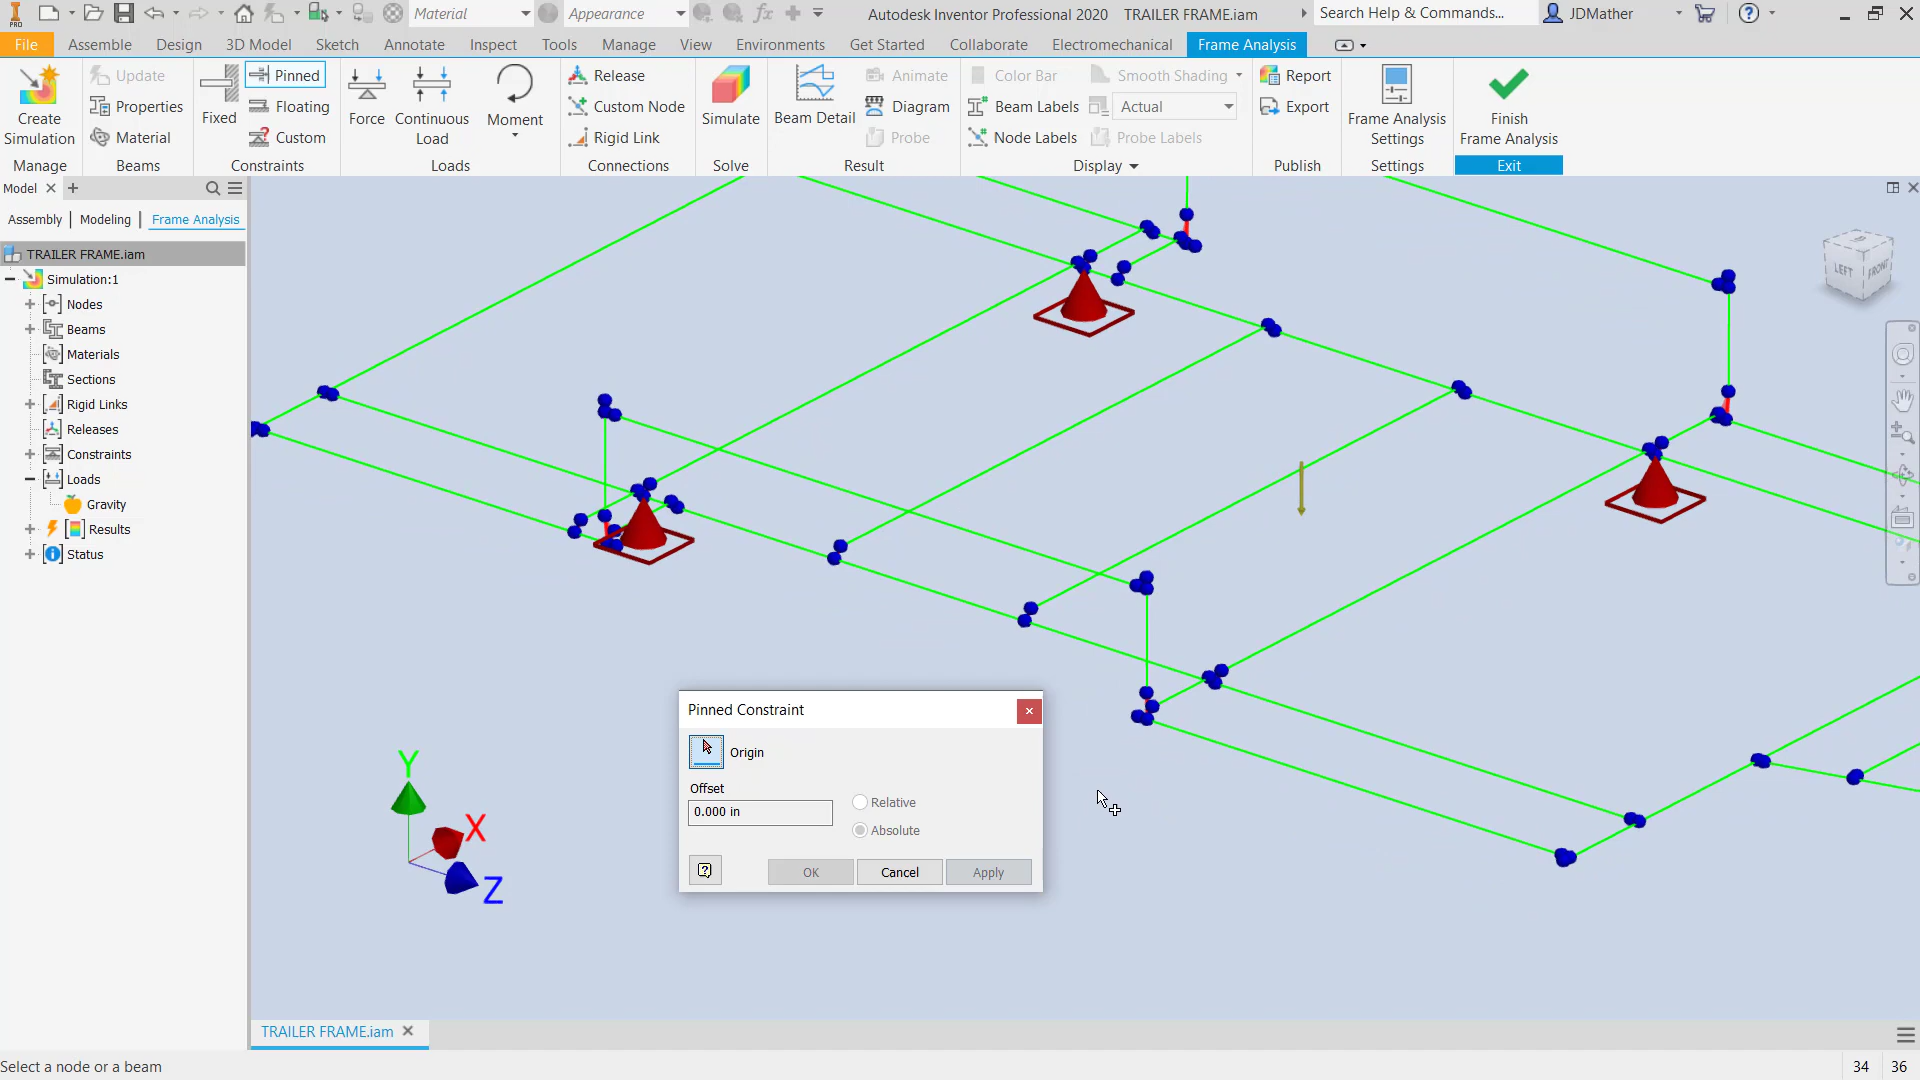 PRO
Material
Appearance
fx
Autodesk Inventor Professional 2020 TRAILER FRAME.iam
Search Help & Commands...
JDMather
File
Assemble
Design
3D Model
Sketch
Annotate
Inspect
Tools
Manage
View
Environments
Get Started
Collaborate
Electromechanical
Frame Analysis
Create
Simulation
Manage
Update
Properties
Material
Beams
Fixed
Pinned
Floating
Custom
Constraints
Force
Continuous
Load
Moment
Loads
Release
Custom Node
Rigid Link
Connections
Simulate
Solve
Beam Detail
Animate
Diagram
Probe
Result
Color Bar
Beam Labels
Node Labels
Smooth Shading
Actual
Probe Labels
Display
Report
Export
Publish
Frame Analysis
Settings
Settings
Finish
Frame Analysis
Exit
Model
Assembly
Modeling
Frame Analysis
TRAILER FRAME.iam
Simulation:1
Nodes
Beams
Materials
Sections
Rigid Links
Releases
Constraints
Loads
Gravity
Results
Status
LEFT
FRONT
Pinned Constraint
Origin
Offset
0.000 in
Relative
Absolute
OK
Cancel
Apply
Y
X
Z
TRAILER FRAME.iam
Select a node or a beam
34
36